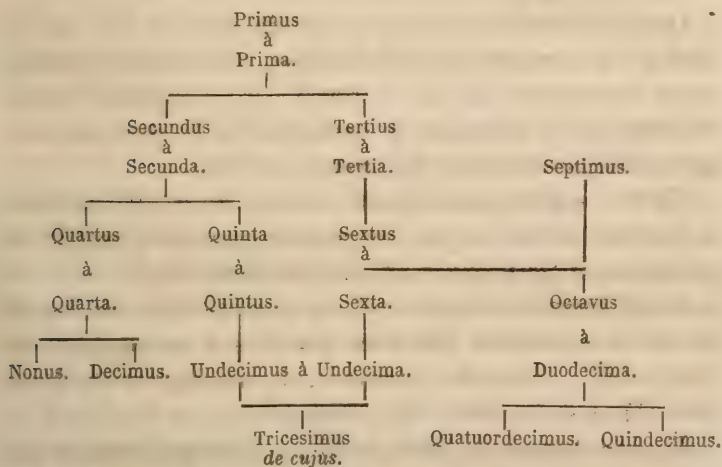 Primus
à
Prima.
Secundus Tertius
à à
Secunda. Tertia. Septimus.
Quartus Quinta Sextus
à à à
Quarta. Quintus. Sexta. Octavus
à
Nonus. Decimus. Undecimus à Undecima. Duodecima.
Tricesimus Quatuordecimus. Quindecimus.
de cujùs.